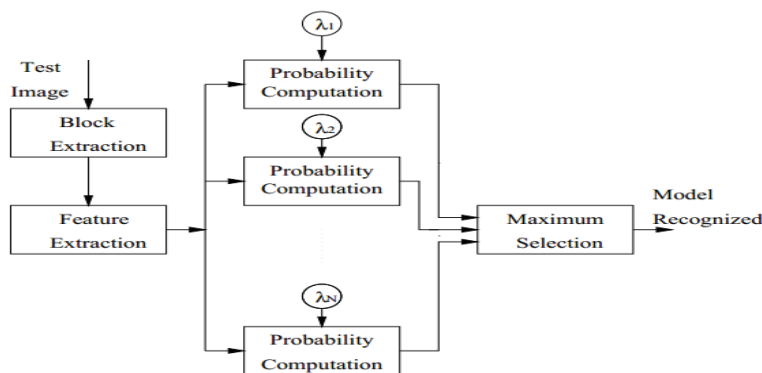 λ1
Test
Image
Probability
Computation
Block
Extraction
λ2
Probability
Computation
Feature
Extraction
Maximum
Selection
Model
Recognized
λN
Probability
Computation